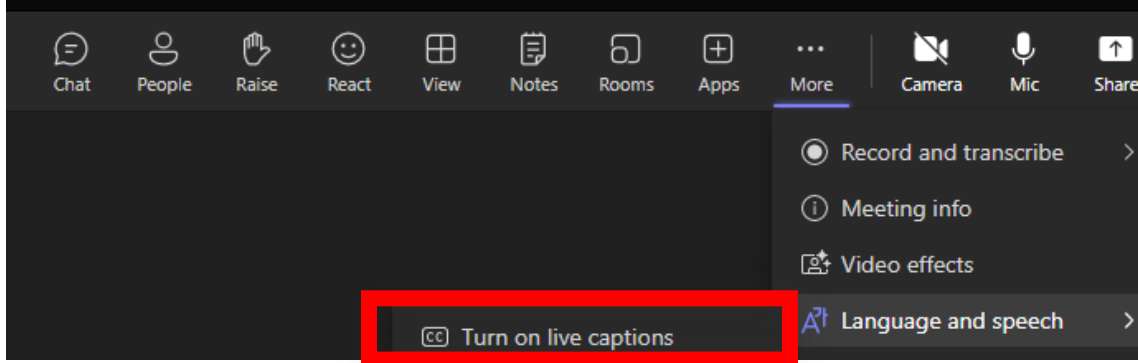 Chat People Raise React View Notes Rooms Apps More Camera Mic Share
Record and transcribe
Meeting info
Video effects
Language and speech
CC Turn on live captions